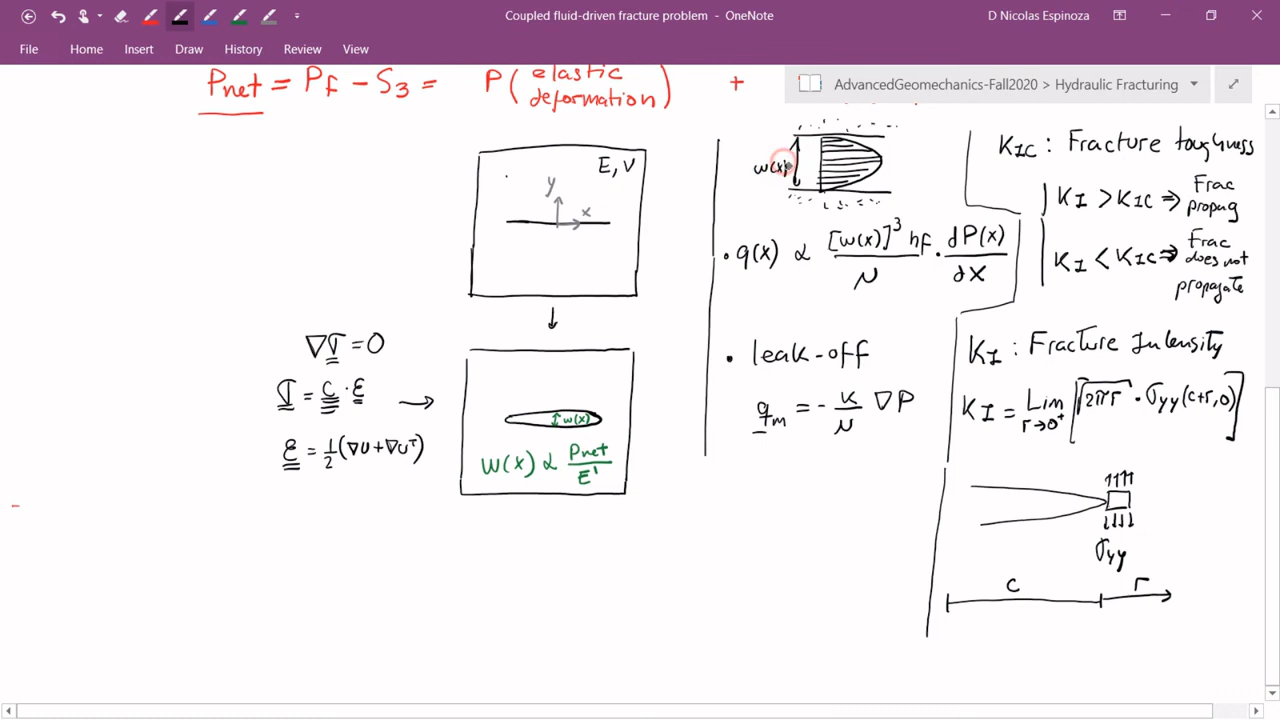 Coupled fluid-driven fracture problem - OneNote
D Nicolas Espinoza
File Home Insert Draw History Review View
AdvancedGeomechanics-Fall2020 > Hydraulic Fracturing
Pnet = Pf - S3 = P(elastic deformation) +
E, ν
y
x
∇σ = 0
σ = C · ε
ε = 1/2 (∇u + ∇uᵀ)
w(x)
W(x) ∝ Pnet/E'
w(x)
• q(x) ∝ [w(x)]³ hf/μ · dP(x)/dx
• leak-off
qm = - k/μ ∇P
KIC : Fracture toughness
KI > KIC ⇒ Frac propag
KI < KIC ⇒ Frac does not propagate
KI : Fracture Intensity
KI = Lim r→0⁺ [√2πr · σyy(c+r,0)]
σyy
c
r